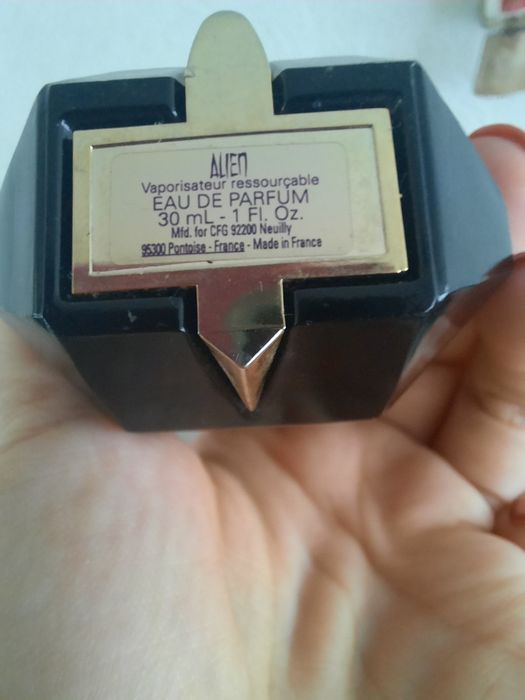 ALIEN
Vaporisateur ressourçable
EAU DE PARFUM
30 mL - 1 Fl. Oz.
Mfd. for CFG 92200 Neuilly
95300 Pontoise - France - Made in France